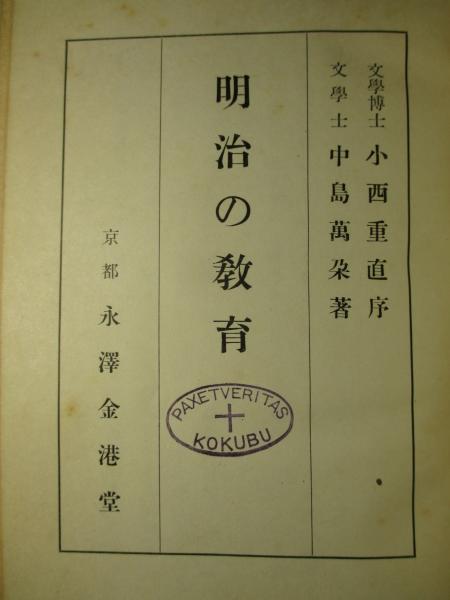 文學博士 小西重直序
文學士 中島萬朶著
明治の教育
PAXETVERITAS
KOKUBU
京都 永澤金港堂